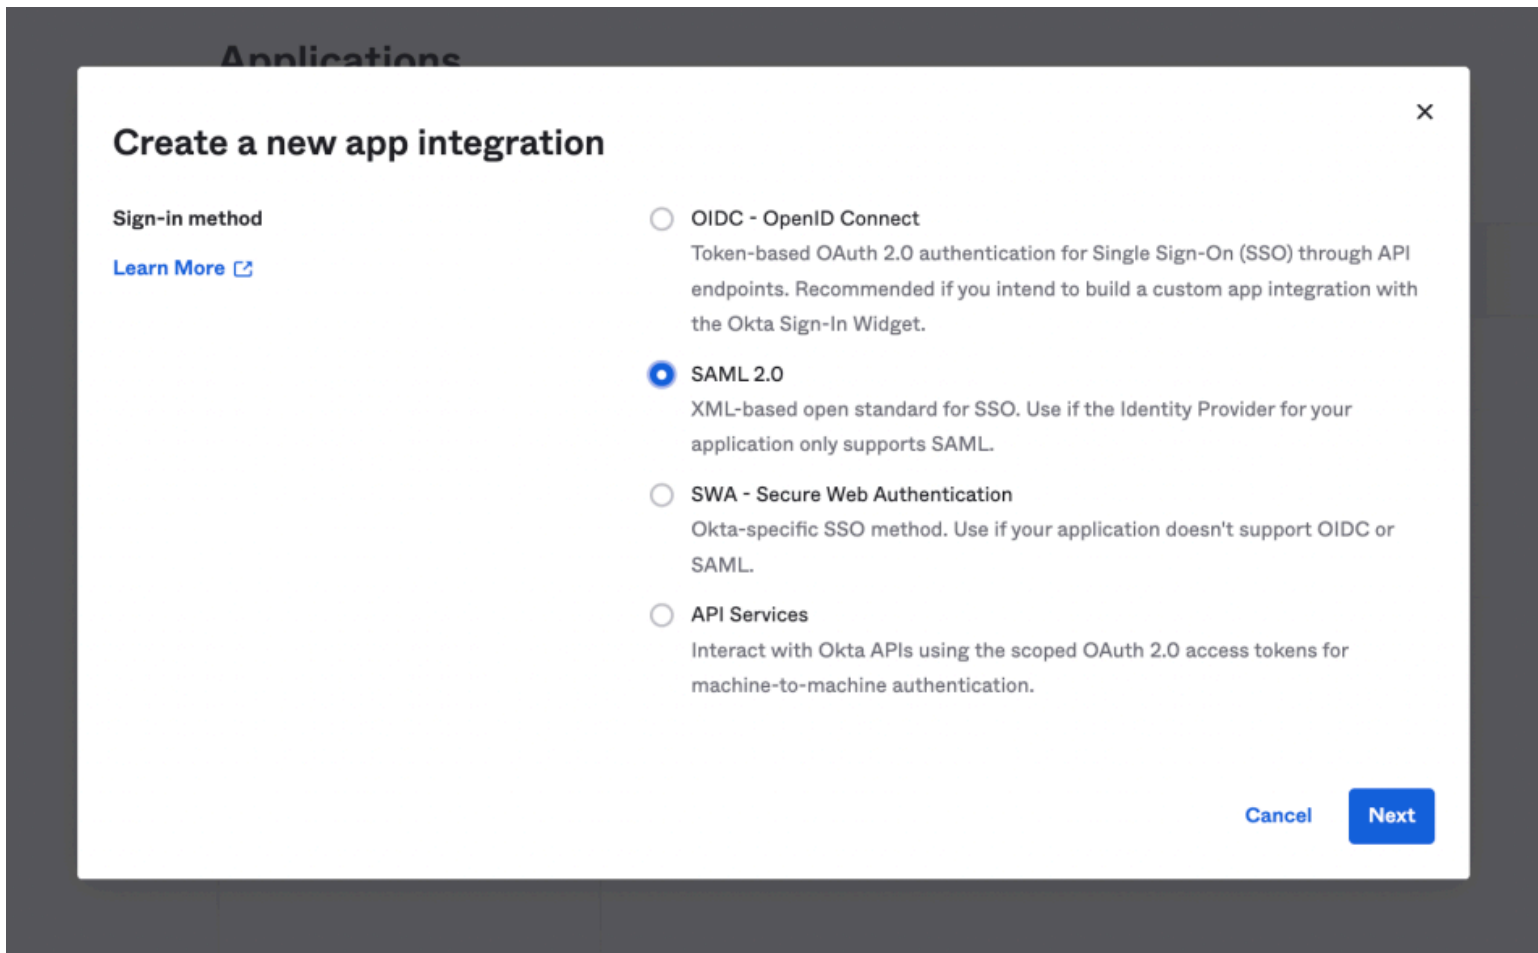 Applications
Create a new app integration
Sign-in method
Learn More
OIDC - OpenID Connect
Token-based OAuth 2.0 authentication for Single Sign-On (SSO) through API
endpoints. Recommended if you intend to build a custom app integration with
the Okta Sign-In Widget.
SAML 2.0
XML-based open standard for SSO. Use if the Identity Provider for your
application only supports SAML.
SWA - Secure Web Authentication
Okta-specific SSO method. Use if your application doesn't support OIDC or
SAML.
API Services
Interact with Okta APIs using the scoped OAuth 2.0 access tokens for
machine-to-machine authentication.
Cancel
Next